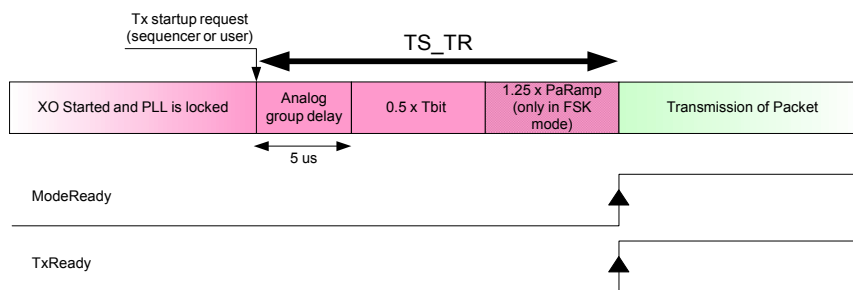 Tx startup request
(sequencer or user)
TS_TR
XO Started and PLL is locked
Analog
group delay
0.5 x Tbit
1.25 x PaRamp
(only in FSK
mode)
Transmission of Packet
5 us
ModeReady
TxReady